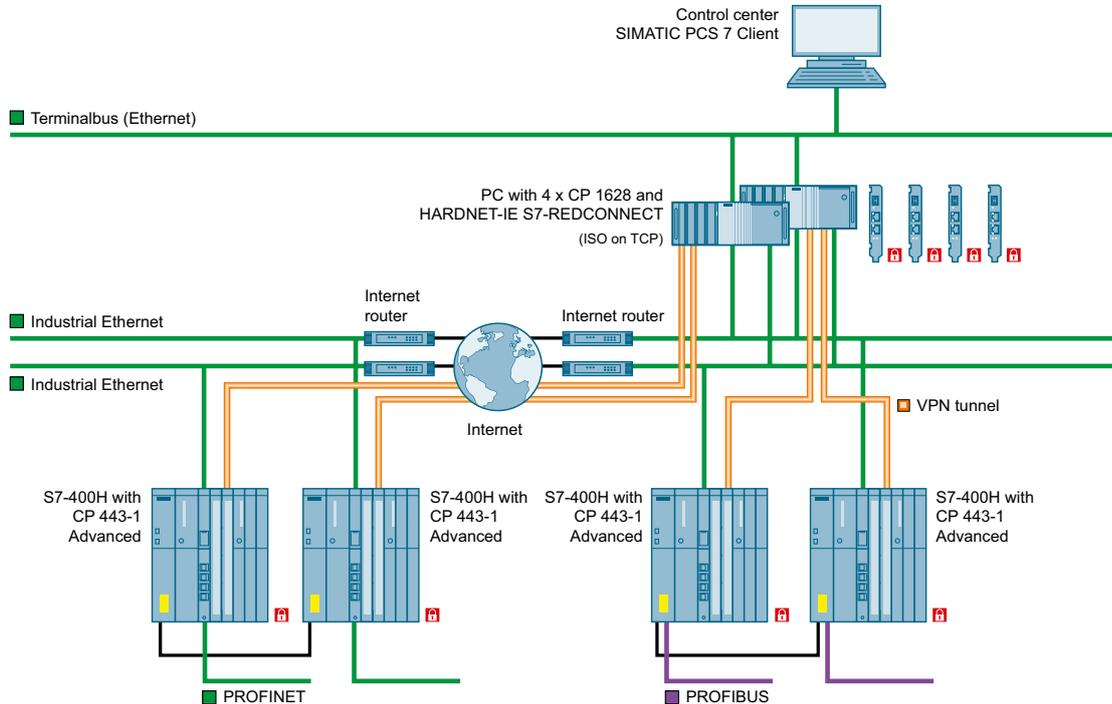 Control center
SIMATIC PCS 7 Client
Terminalbus (Ethernet)
PC with 4 x CP 1628 and
HARDNET-IE S7-REDCONNECT
(ISO on TCP)
Internet
router
Internet router
Industrial Ethernet
Industrial Ethernet
VPN tunnel
Internet
S7-400H with
CP 443-1
Advanced
S7-400H with
CP 443-1
Advanced
S7-400H with
CP 443-1
Advanced
S7-400H with
CP 443-1
Advanced
PROFINET
PROFIBUS